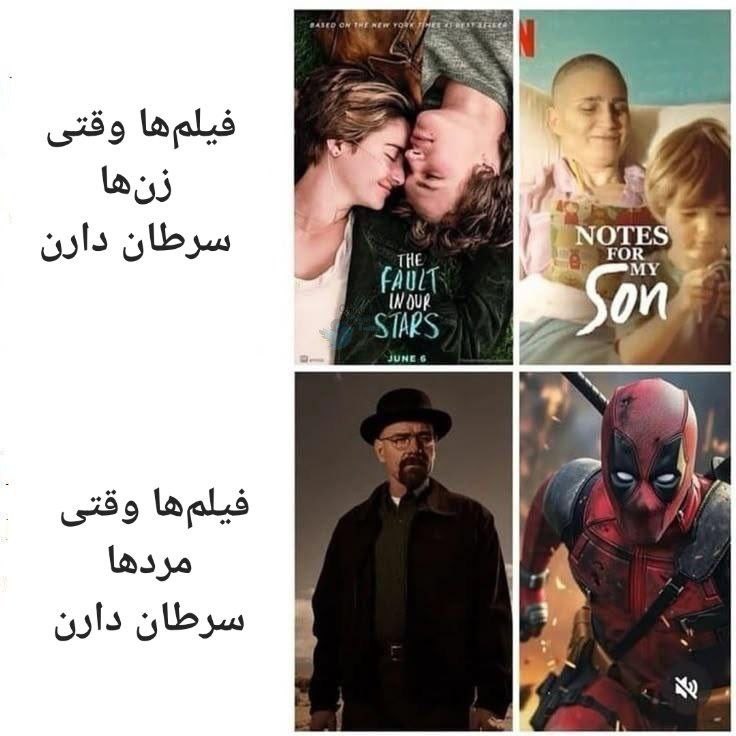 فیلم‌ها وقتی
زن‌ها
سرطان دارن
BASED ON THE NEW YORK TIMES #1 BEST SELLER
THE
FAULT
IN OUR
STARS
JUNE 6
N
NOTES
FOR
MY
Son
فیلم‌ها وقتی
مردها
سرطان دارن